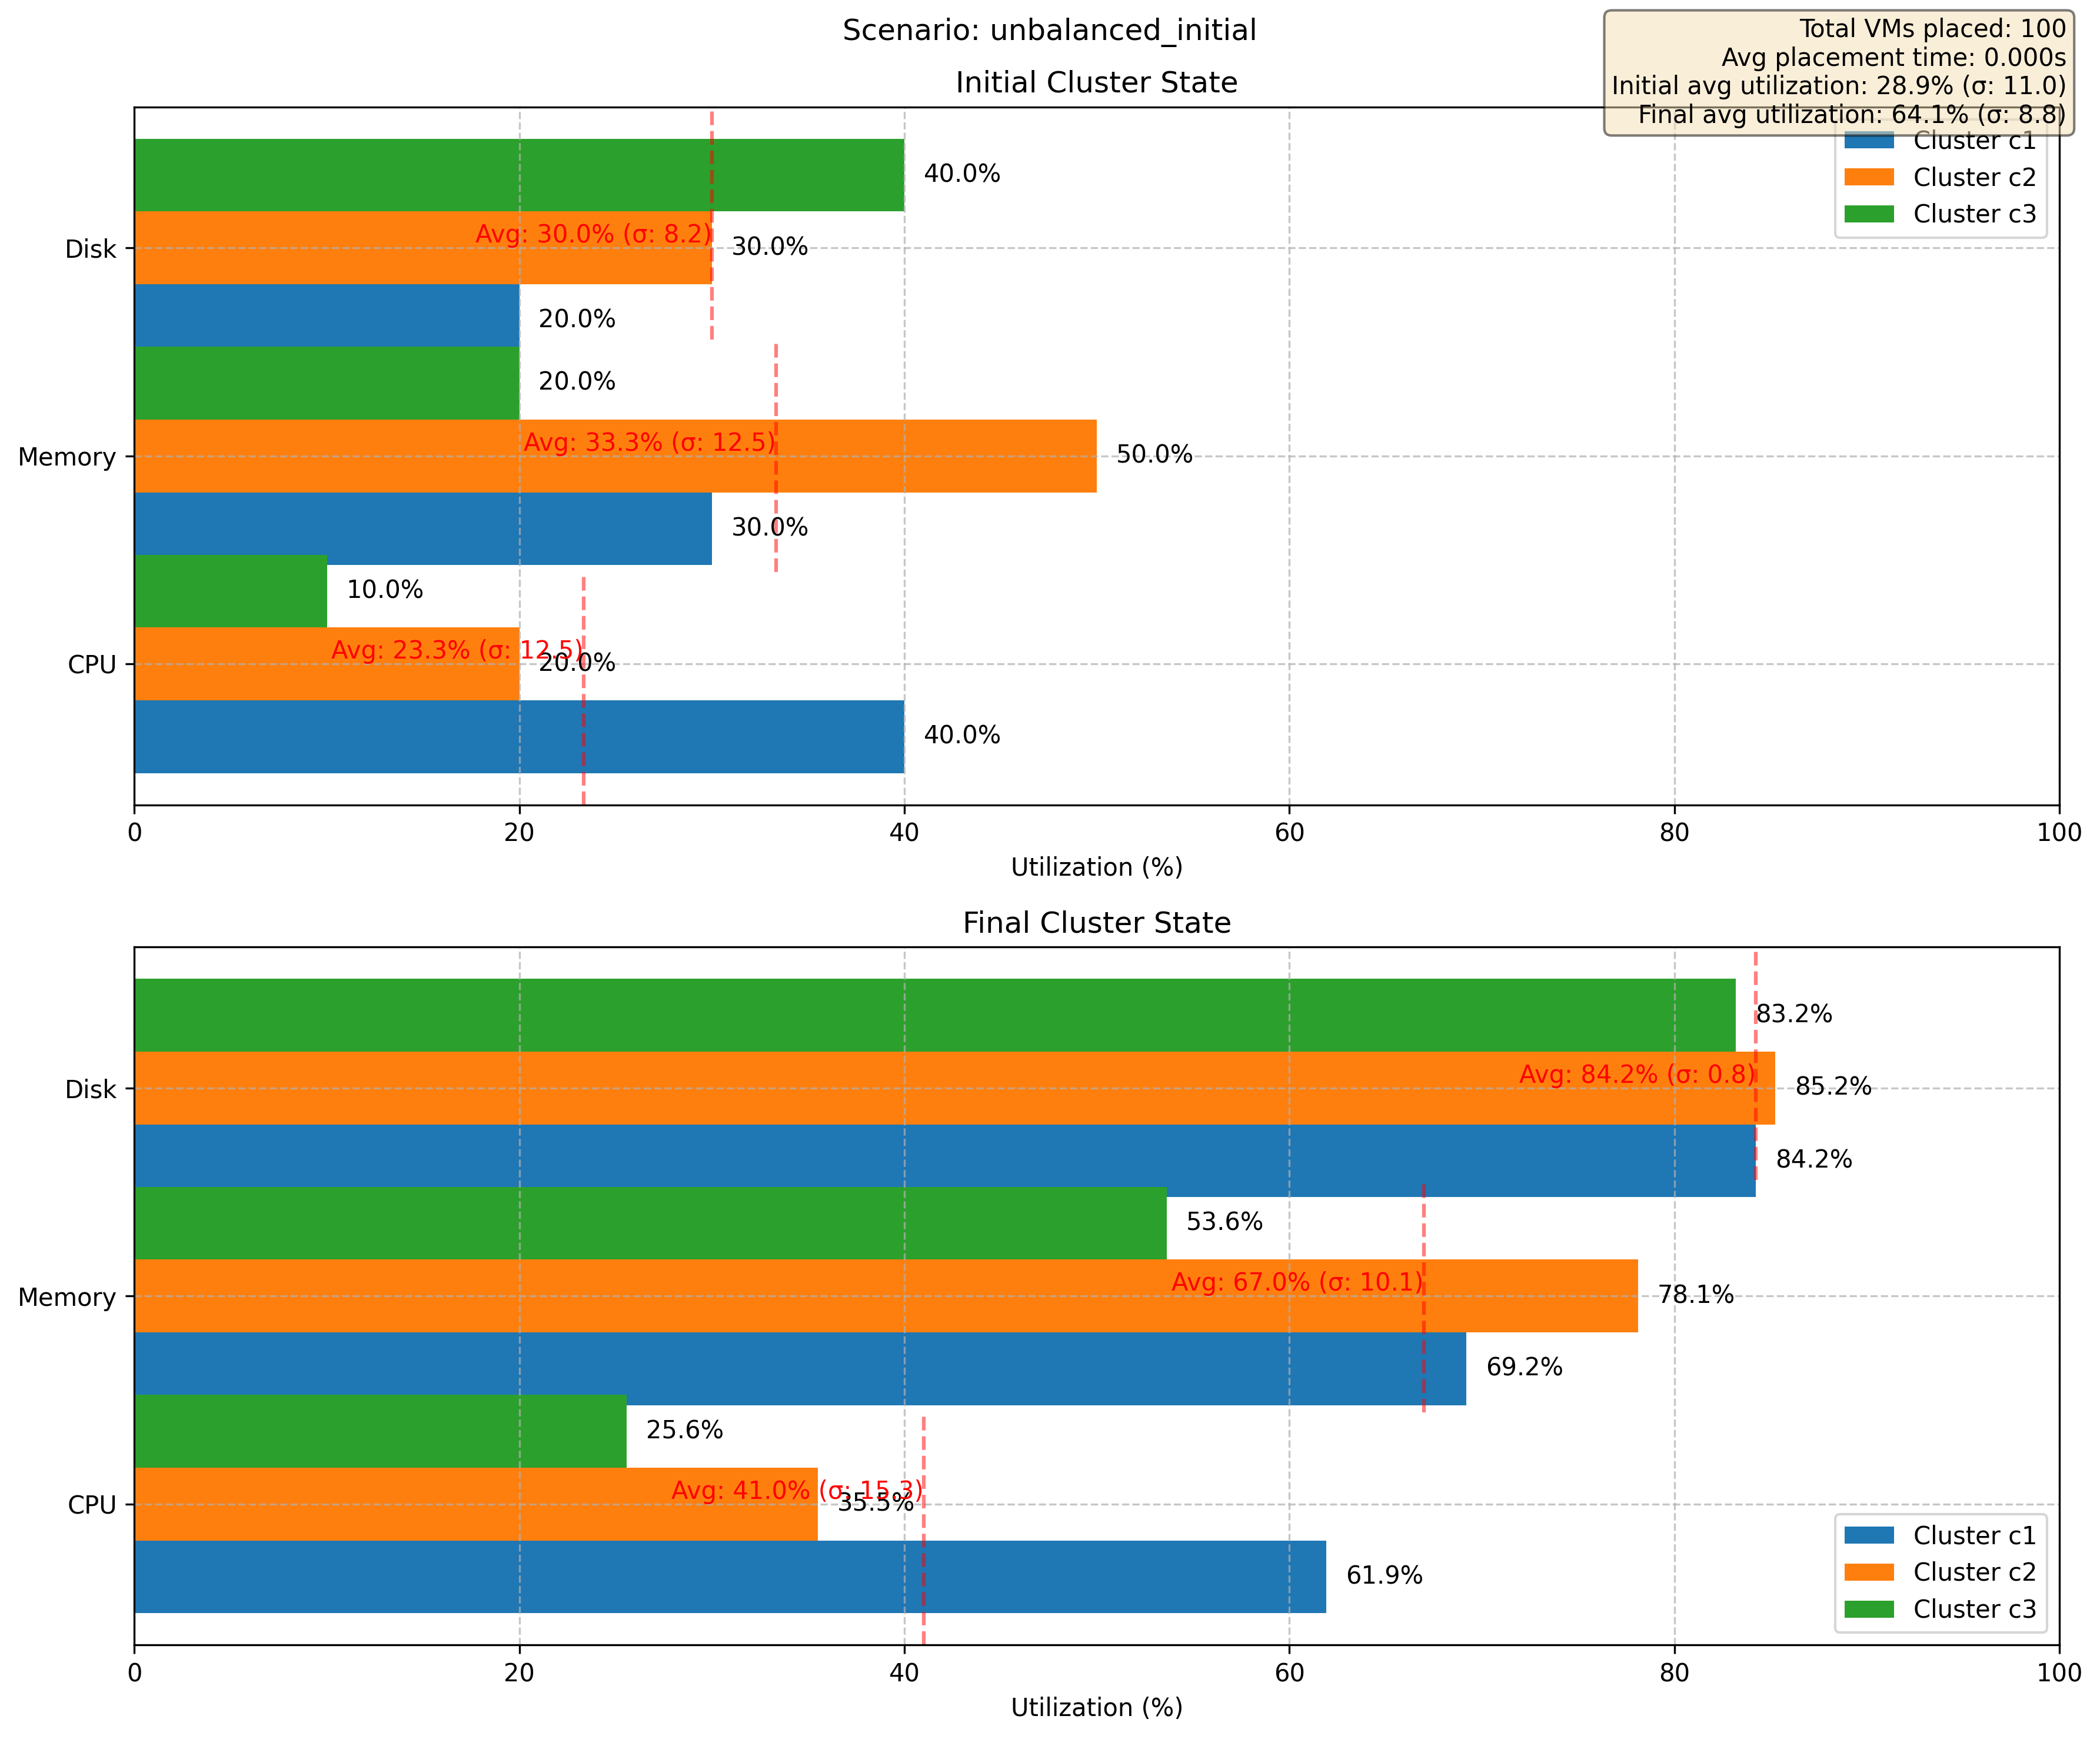 Scenario: unbalanced_initial
Total VMs placed: 100
Avg placement time: 0.000s
Initial avg utilization: 28.9% (σ: 11.0)
Final avg utilization: 64.1% (σ: 8.8)
Initial Cluster State
Cluster c1
Cluster c2
Cluster c3
40.0%
Avg: 30.0% (σ: 8.2)
Disk
30.0%
20.0%
20.0%
Avg: 33.3% (σ: 12.5)
Memory
50.0%
30.0%
10.0%
Avg: 23.3% (σ: 12.5)
CPU
20.0%
40.0%
0 20 40 60 80 100
Utilization (%)
Final Cluster State
83.2%
Avg: 84.2% (σ: 0.8)
Disk
85.2%
84.2%
53.6%
Avg: 67.0% (σ: 10.1)
Memory
78.1%
69.2%
25.6%
Avg: 41.0% (σ: 15.3)
CPU
35.5%
61.9%
Cluster c1
Cluster c2
Cluster c3
0 20 40 60 80 100
Utilization (%)